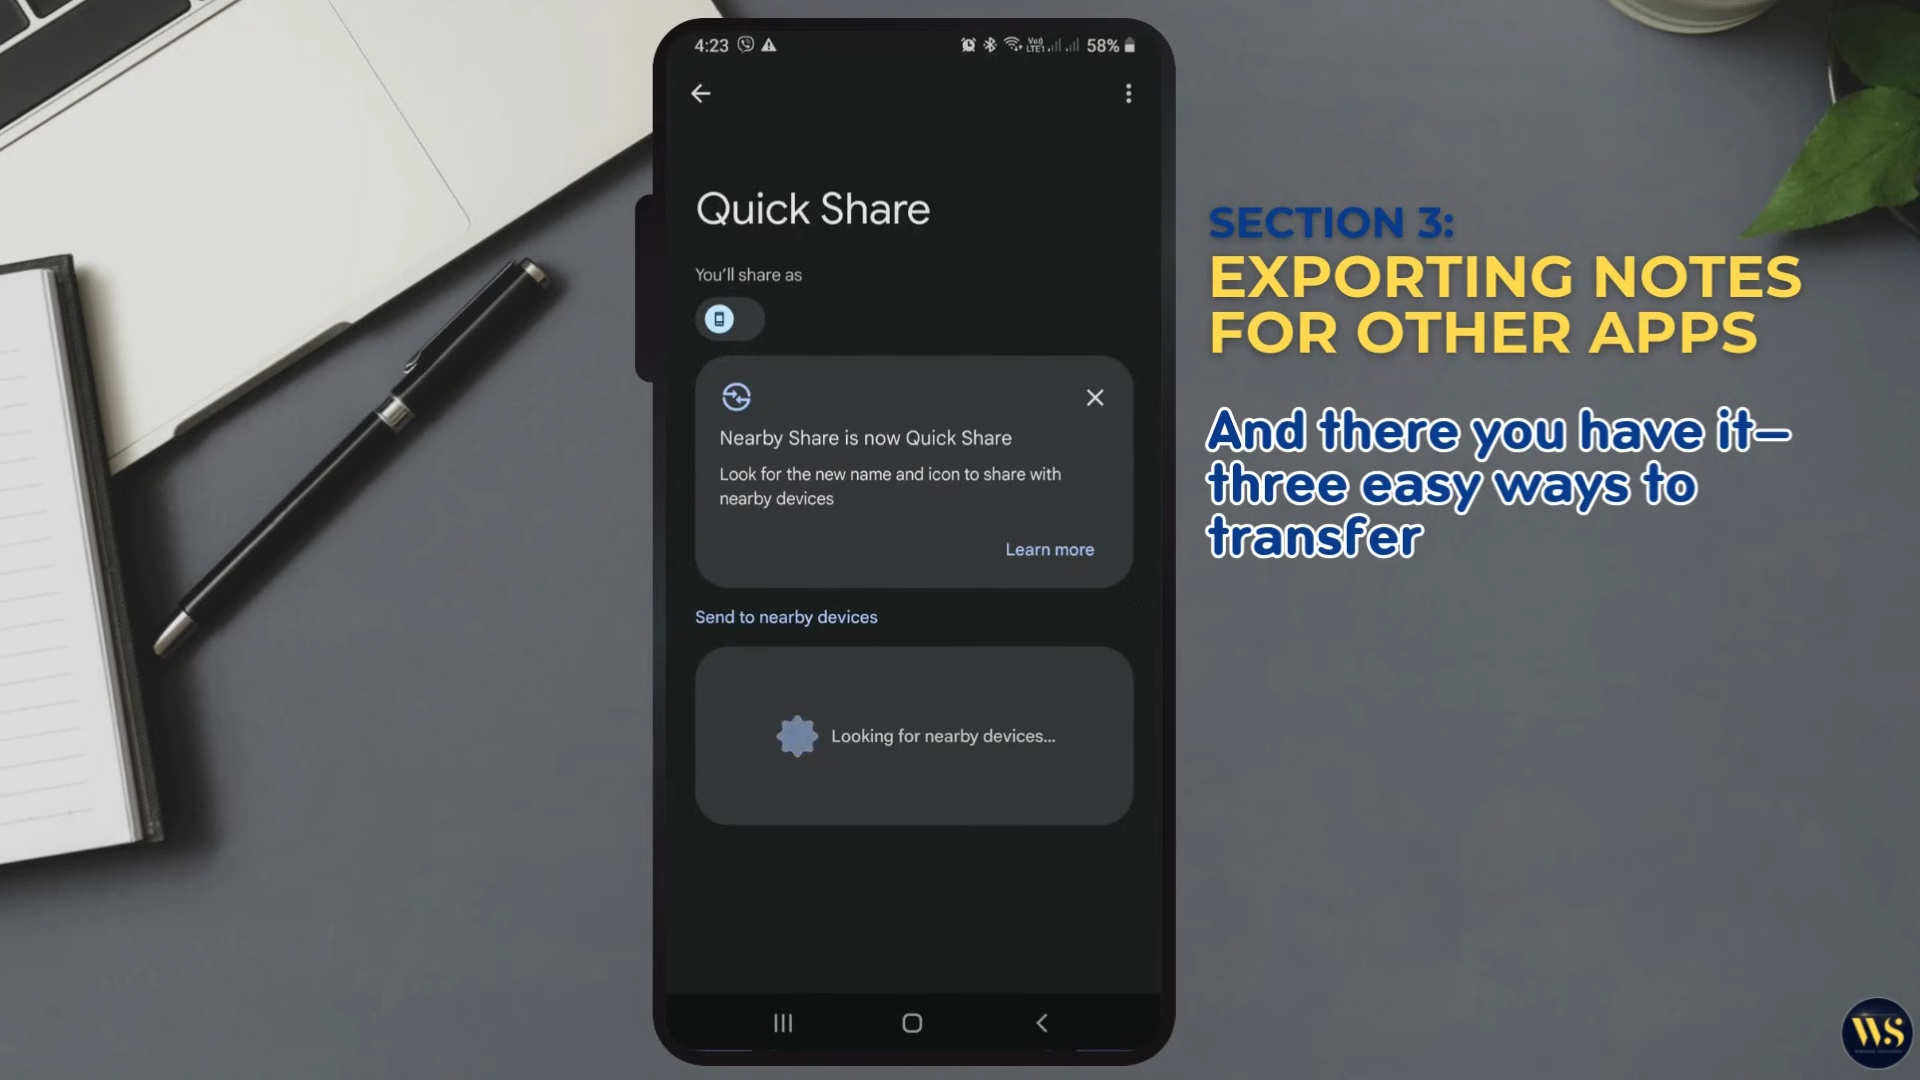 4:23
58%
Quick Share
You'll share as
Nearby Share is now Quick Share
Look for the new name and icon to share with
nearby devices
Learn more
Send to nearby devices
Looking for nearby devices...
SECTION 3:
EXPORTING NOTES
FOR OTHER APPS
And there you have it–
three easy ways to
transfer
WS